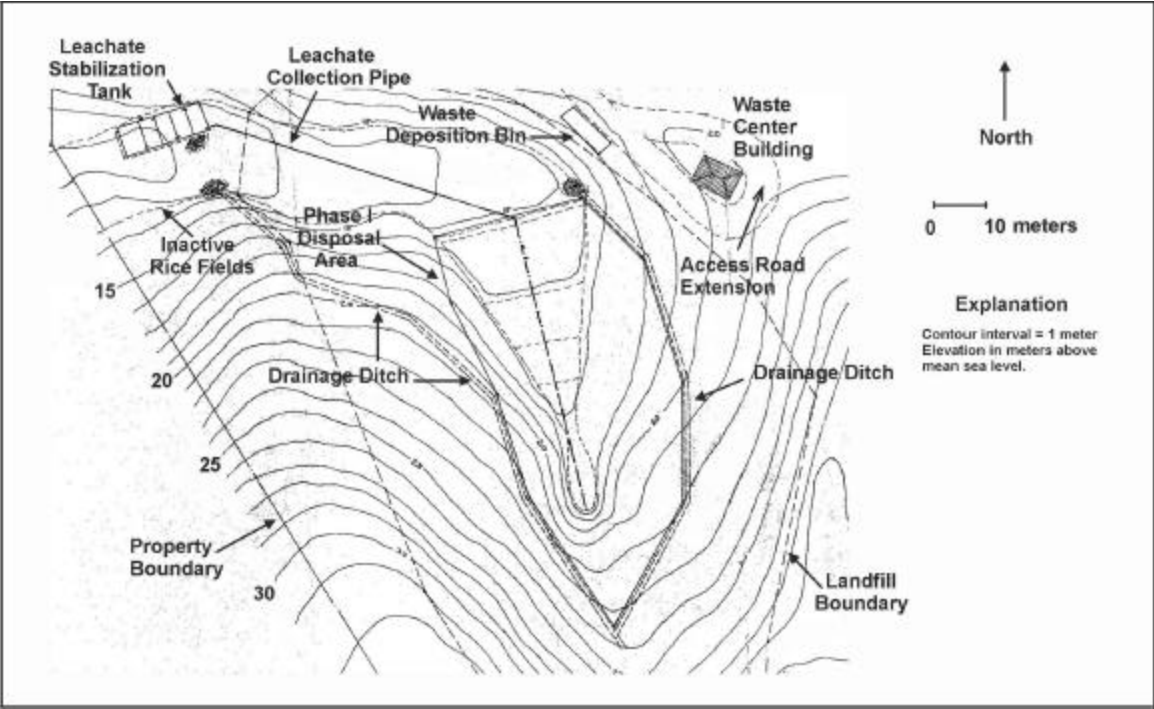 Leachate
Stabilization
Tank
Leachate
Collection Pipe
Waste
Deposition Bin
Waste
Center
Building
North
0 10 meters
Inactive
Rice Fields
Phase I
Disposal
Area
Access Road
Extension
Explanation
Contour interval = 1 meter
Elevation in meters above
mean sea level.
15
20
25
30
Drainage Ditch
Drainage Ditch
Property
Boundary
Landfill
Boundary